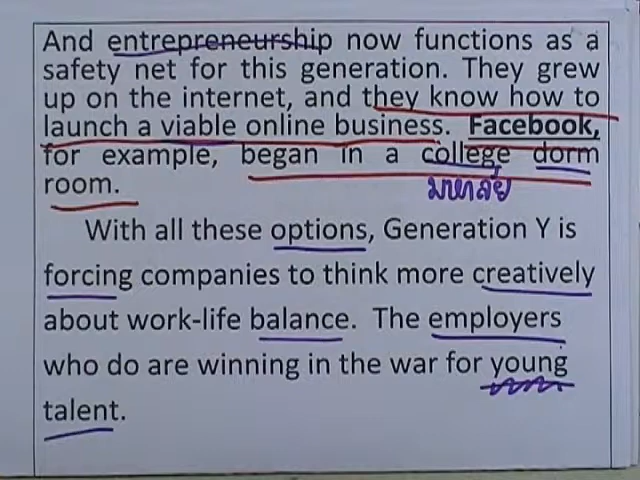 And entrepreneurship now functions as a
safety net for this generation. They grew
up on the internet, and they know how to
launch a viable online business. Facebook,
for example, began in a college dorm
room.
มหาลัย
With all these options, Generation Y is
forcing companies to think more creatively
about work-life balance. The employers
who do are winning in the war for young
talent.